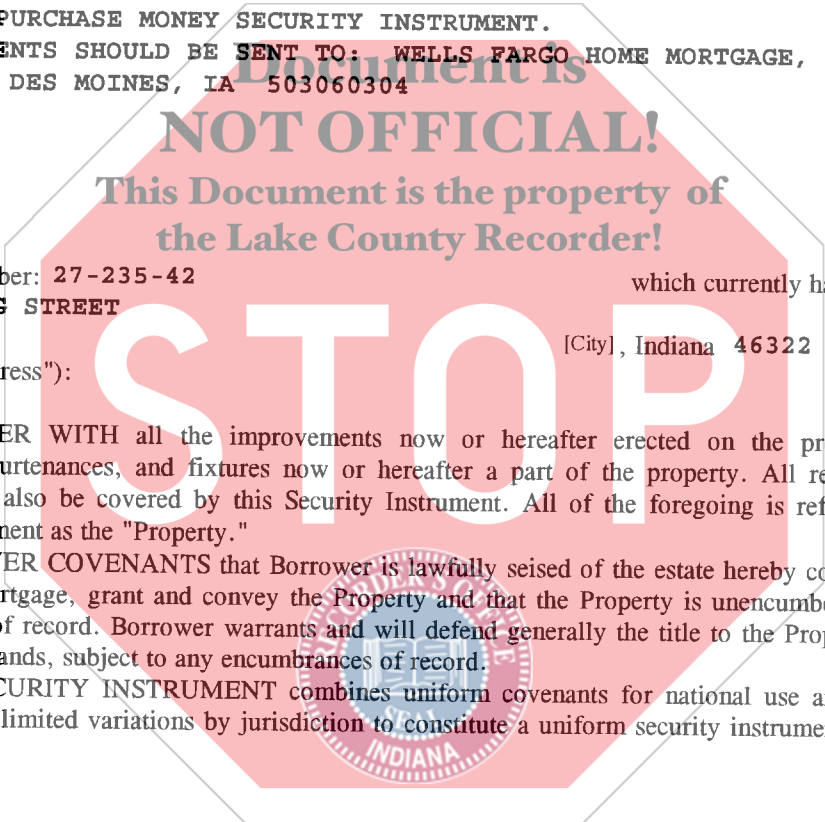 PURCHASE MONEY SECURITY INSTRUMENT.
ENTS SHOULD BE SENT TO: WELLS FARGO HOME MORTGAGE,
DES MOINES, IA 503060304
Document is
NOT OFFICIAL!
This Document is the property of
the Lake County Recorder!
ber: 27-235-42 which currently ha
G STREET
[City], Indiana 46322
ress"):
STOP
ER WITH all the improvements now or hereafter erected on the pr
urtenances, and fixtures now or hereafter a part of the property. All re
also be covered by this Security Instrument. All of the foregoing is ref
ment as the "Property."
ER COVENANTS that Borrower is lawfully seised of the estate hereby co
rtgage, grant and convey the Property and that the Property is unencumbe
of record. Borrower warrants and will defend generally the title to the Prop
ands, subject to any encumbrances of record.
CURITY INSTRUMENT combines uniform covenants for national use a
limited variations by jurisdiction to constitute a uniform security instrume
RECORDER'S OFFICE
SEAL
INDIANA